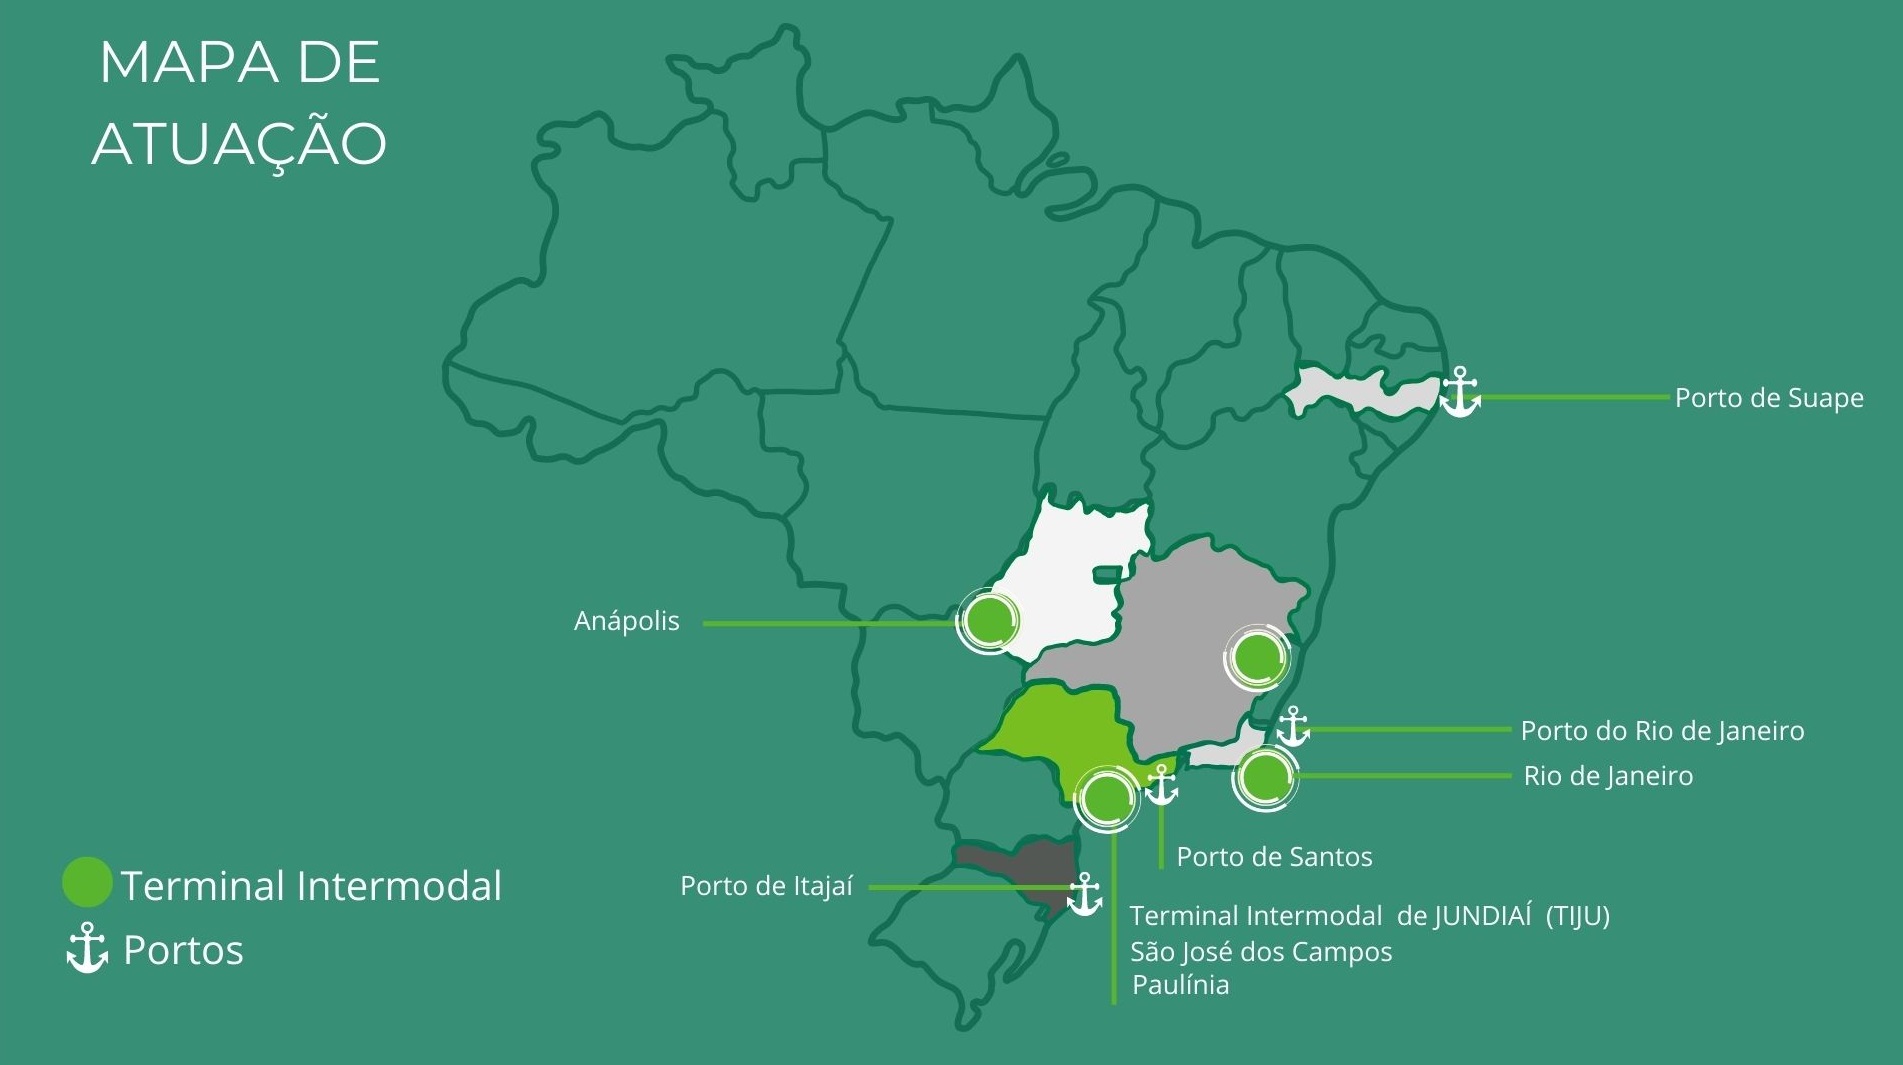 MAPA DE
ATUAÇÃO
Porto de Suape
Anápolis
Porto do Rio de Janeiro
Rio de Janeiro
Porto de Santos
Porto de Itajaí
Terminal Intermodal de JUNDIAÍ (TIJU)
São José dos Campos
Paulínia
Terminal Intermodal
Portos